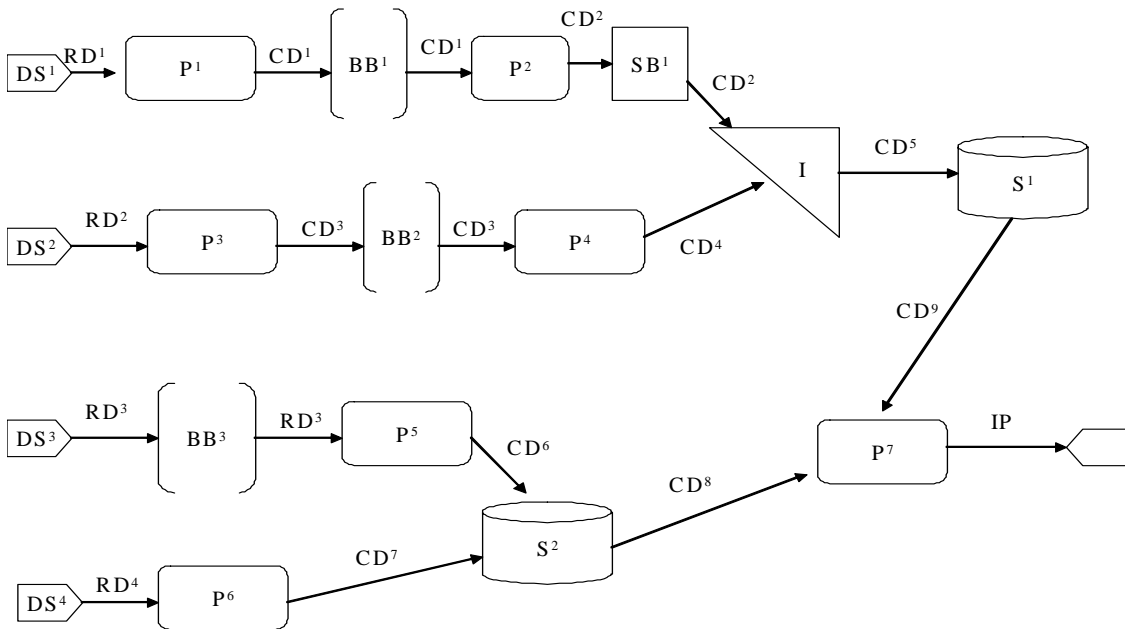 DS¹ RD¹ P¹ CD¹ BB¹ CD¹ P² CD² SB¹ CD²
I CD⁵ S¹
DS² RD² P³ CD³ BB² CD³ P⁴ CD⁴
CD⁹
DS³ RD³ BB³ RD³ P⁵ CD⁶
P⁷ IP
CD⁸
DS⁴ RD⁴ P⁶ CD⁷ S²